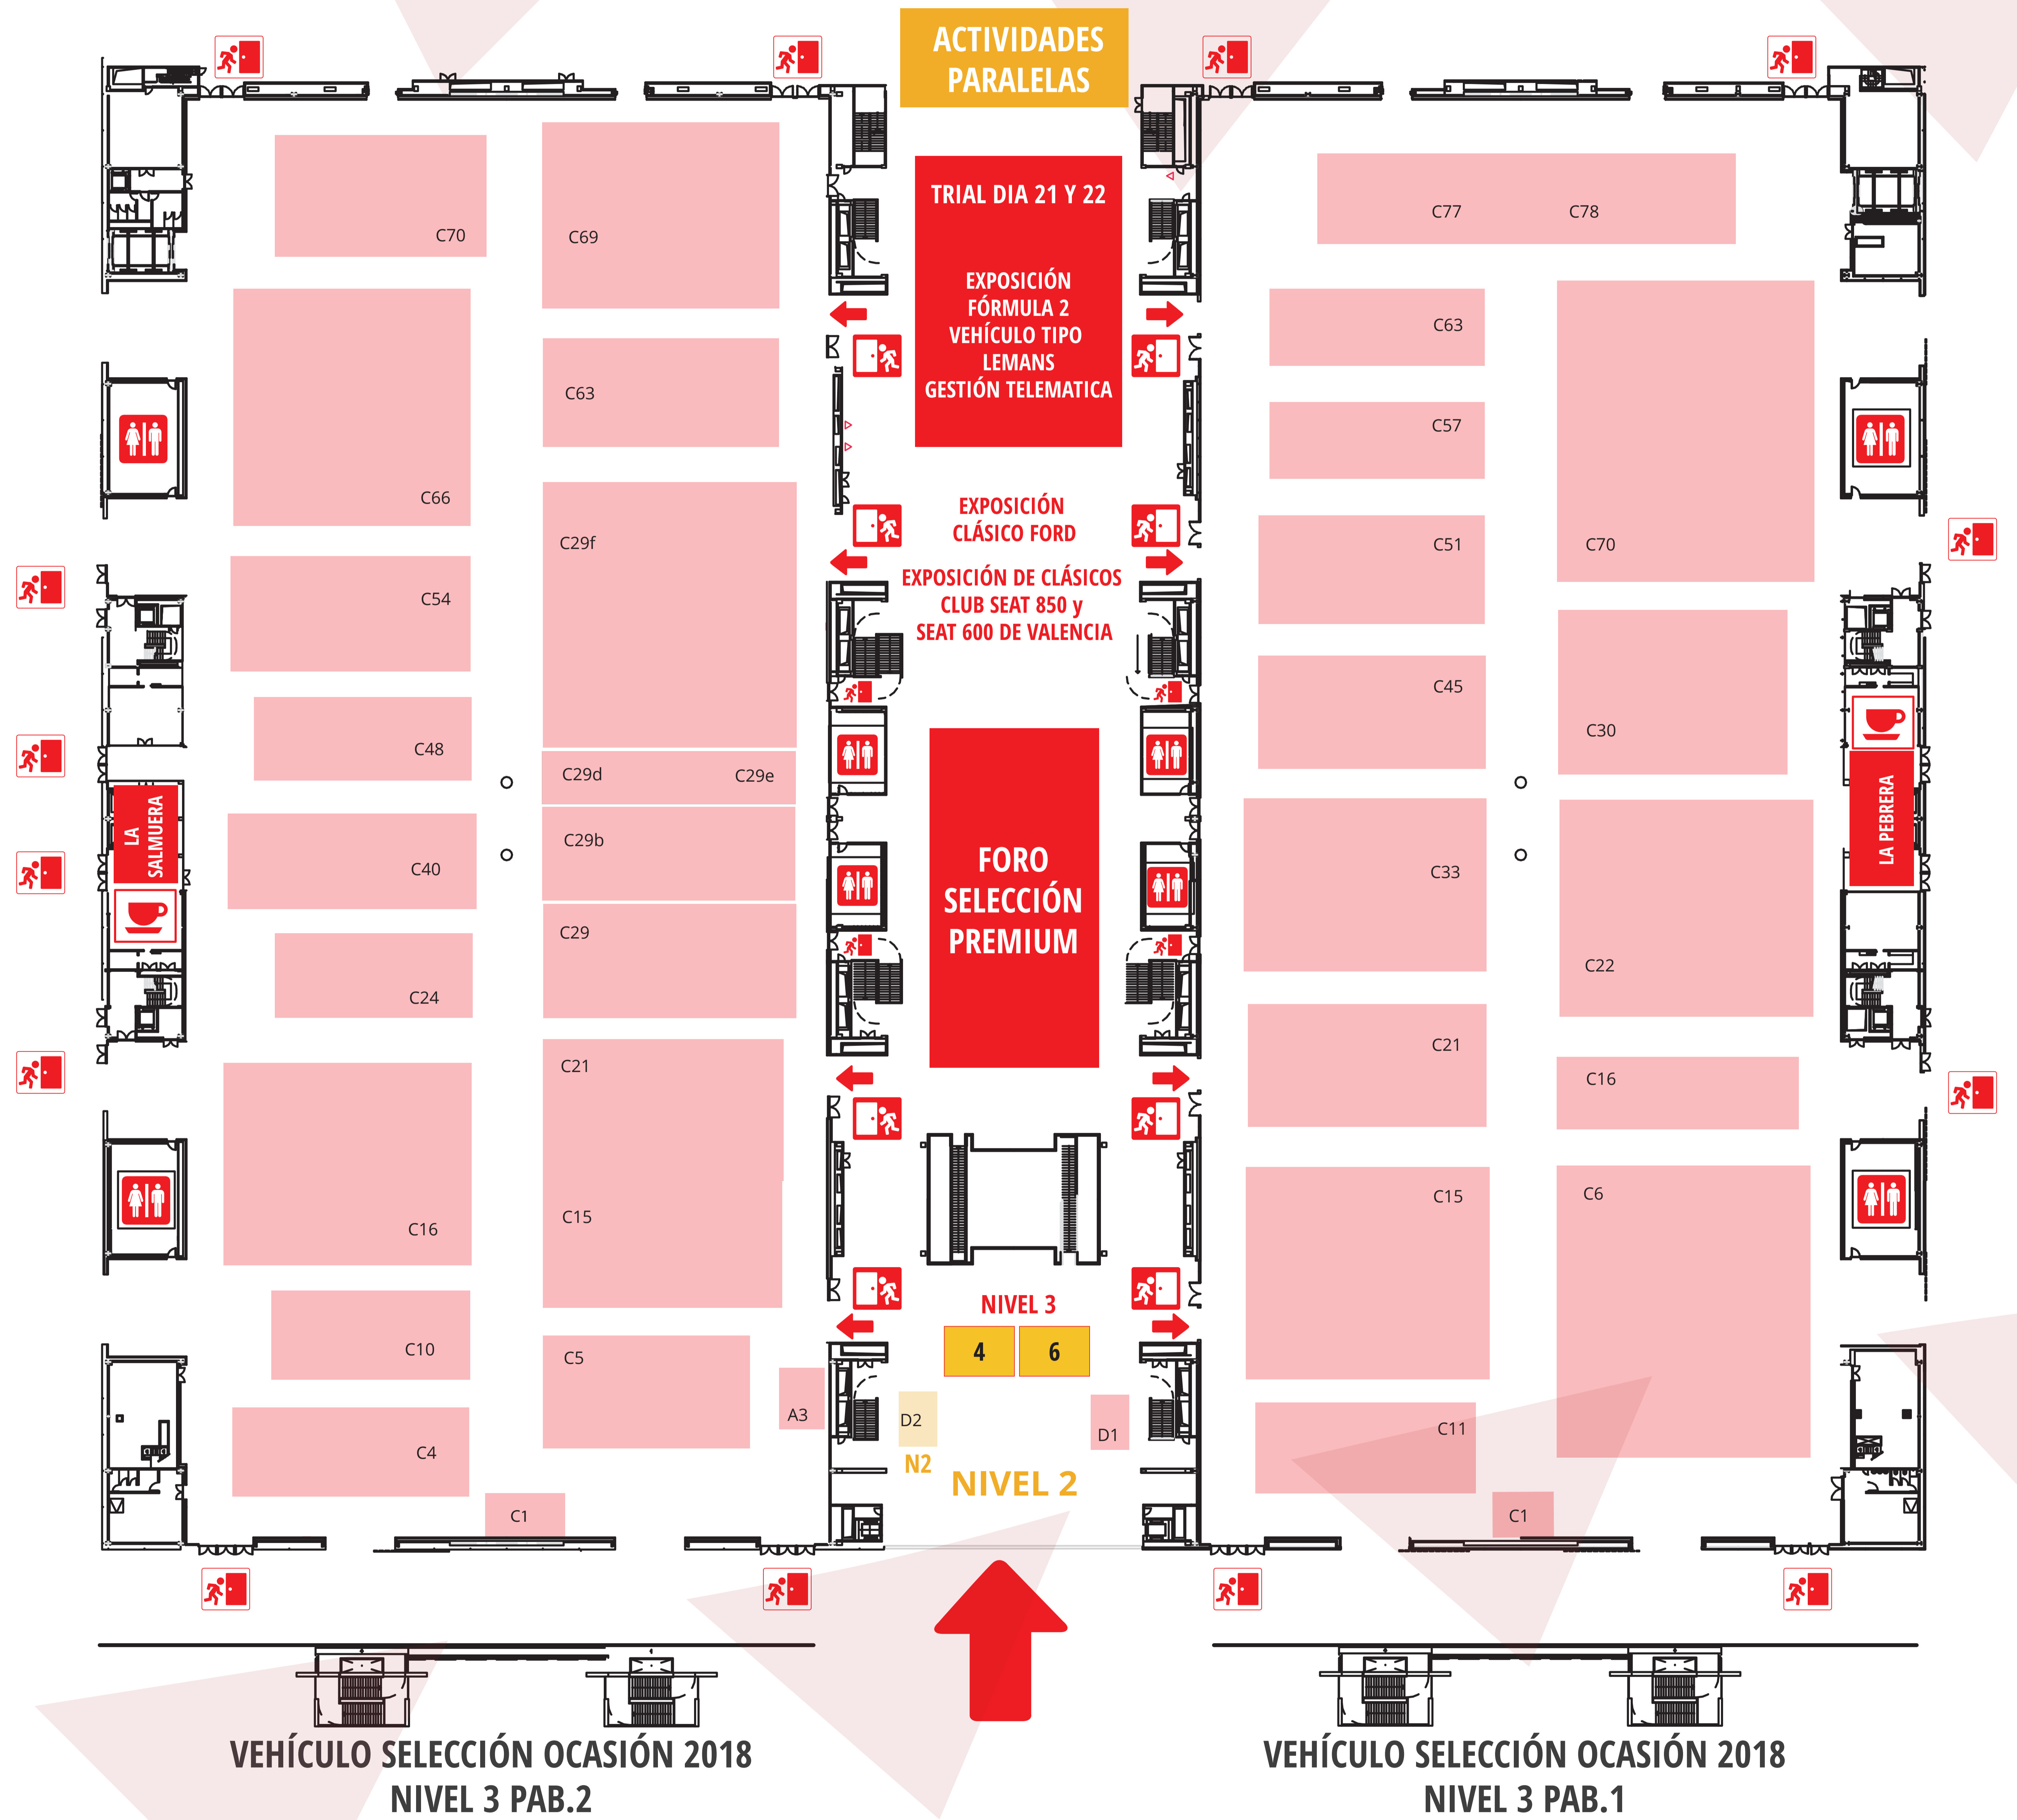 ACTIVIDADES
PARALELAS
TRIAL DIA 21 Y 22
EXPOSICIÓN
FÓRMULA 2
VEHÍCULO TIPO
LEMANS
GESTIÓN TELEMATICA
EXPOSICIÓN
CLÁSICO FORD
EXPOSICIÓN DE CLÁSICOS
CLUB SEAT 850 y
SEAT 600 DE VALENCIA
FORO
SELECCIÓN
PREMIUM
NIVEL 3
4 6
D2
D1
N2
NIVEL 2
C70
C69
C63
C66
C29f
C54
C48
C29d
C29e
C29b
C40
C29
C24
C21
C15
C16
C10
C5
A3
C4
C1
LA
SALMUERA
C77
C78
C63
C57
C51
C70
C45
C30
C33
C22
C21
C16
C15
C6
C11
C1
LA PEBRERA
VEHÍCULO SELECCIÓN OCASIÓN 2018
NIVEL 3 PAB.2
VEHÍCULO SELECCIÓN OCASIÓN 2018
NIVEL 3 PAB.1